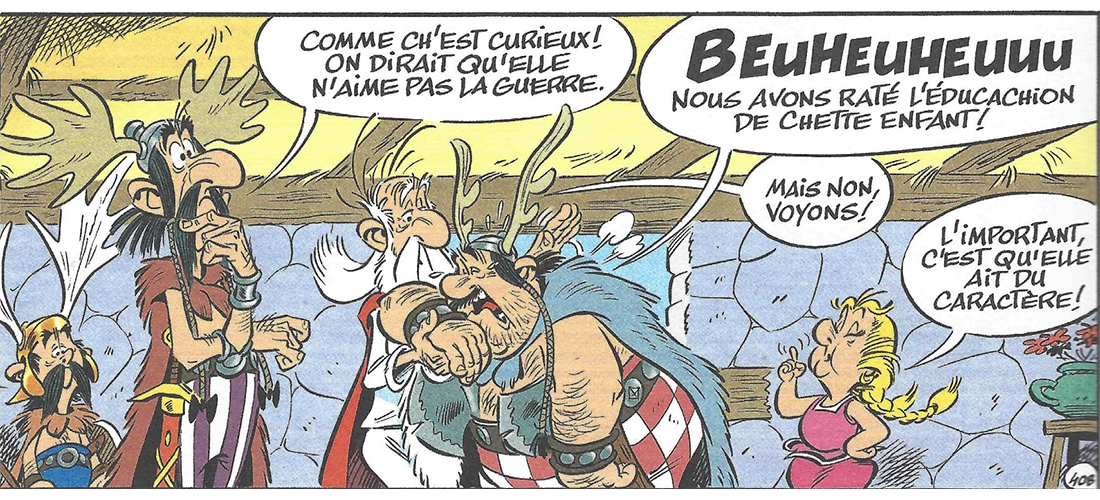 COMME CH'EST CURIEUX!
ON DIRAIT QU'ELLE
N'AIME PAS LA GUERRE.
BEUHEUHEUUU
NOUS AVONS RATÉ L'ÉDUCACHION
DE CHETTE ENFANT!
MAIS NON,
VOYONS!
L'IMPORTANT,
C'EST QU'ELLE
AIT DU
CARACTÈRE!
40B